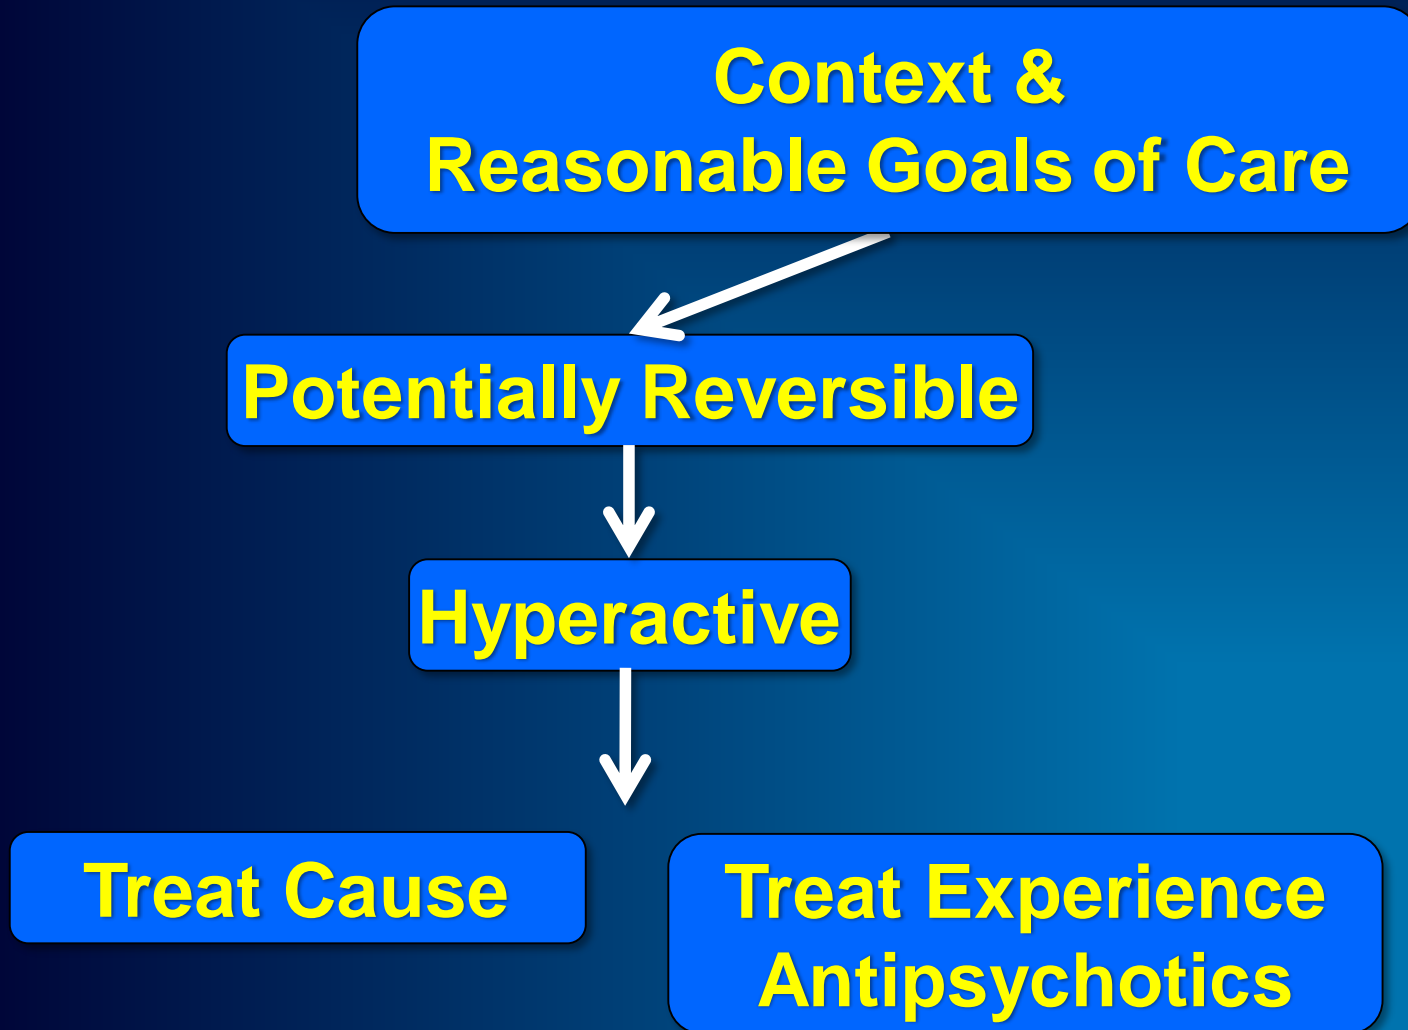 Context &
Reasonable Goals of Care
Potentially Reversible
Hyperactive
Treat Cause
Treat Experience
Antipsychotics